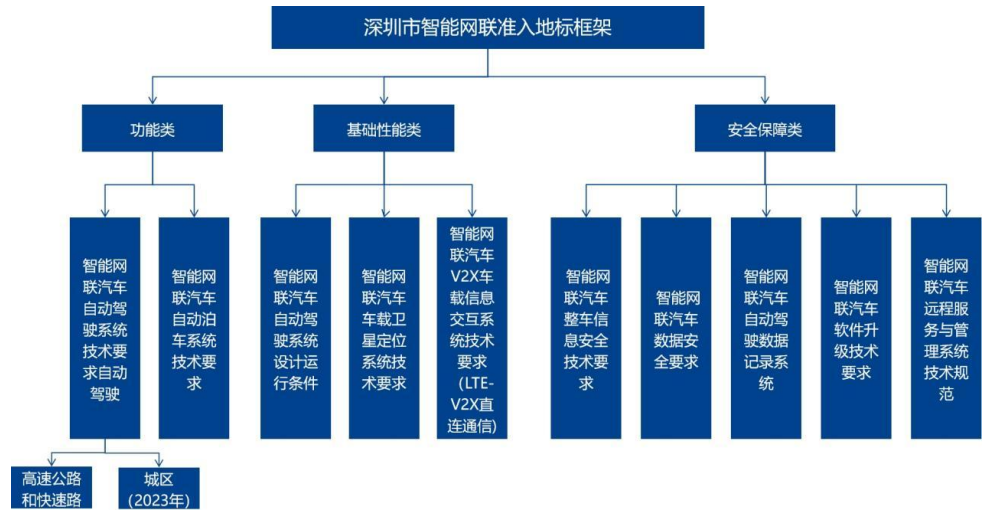 深圳市智能网联准入地标框架
功能类
基础性能类
安全保障类
智能网
联汽车
自动驾
驶系统
技术要
求自动
驾驶
智能网
联汽车
自动泊
车系统
技术要
求
智能网
联汽车
自动驾
驶系统
设计运
行条件
智能网
联汽车
车载卫
星定位
系统技
术要求
智能网
联汽车
V2X车
载信息
交互系
统技术
要求
（LTE-
V2X直
连通信)
智能网
联汽车
整车信
息安全
技术要
求
智能网
联汽车
数据安
全要求
智能网
联汽车
自动驾
驶数据
记录系
统
智能网
联汽车
软件升
级技术
要求
智能网
联汽车
远程服
务与管
理系统
技术规
范
高速公路
和快速路
城区
（2023年）